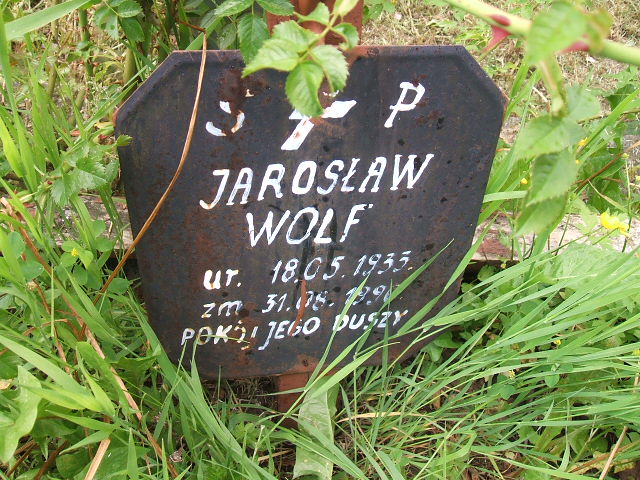 Ś P
JAROSŁAW
WOLF
ur. 18.05.1935.
zm. 31.08.
POKÓJ JEGO DUSZY